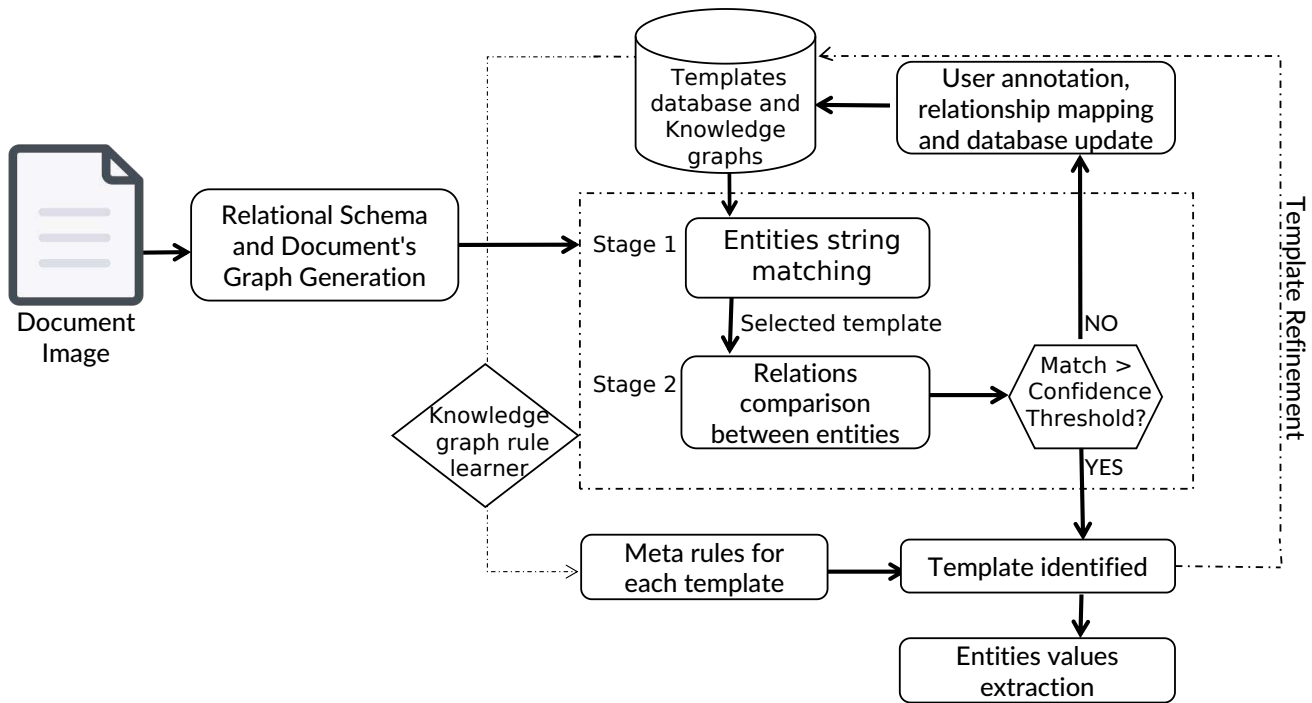 Templates
database and
Knowledge
graphs
User annotation,
relationship mapping
and database update
Document
Image
Relational Schema
and Document's
Graph Generation
Stage 1
Entities string
matching
Selected template
Stage 2
Relations
comparison
between entities
Match >
Confidence
Threshold?
NO
YES
Template Refinement
Knowledge
graph rule
learner
Meta rules for
each template
Template identified
Entities values
extraction